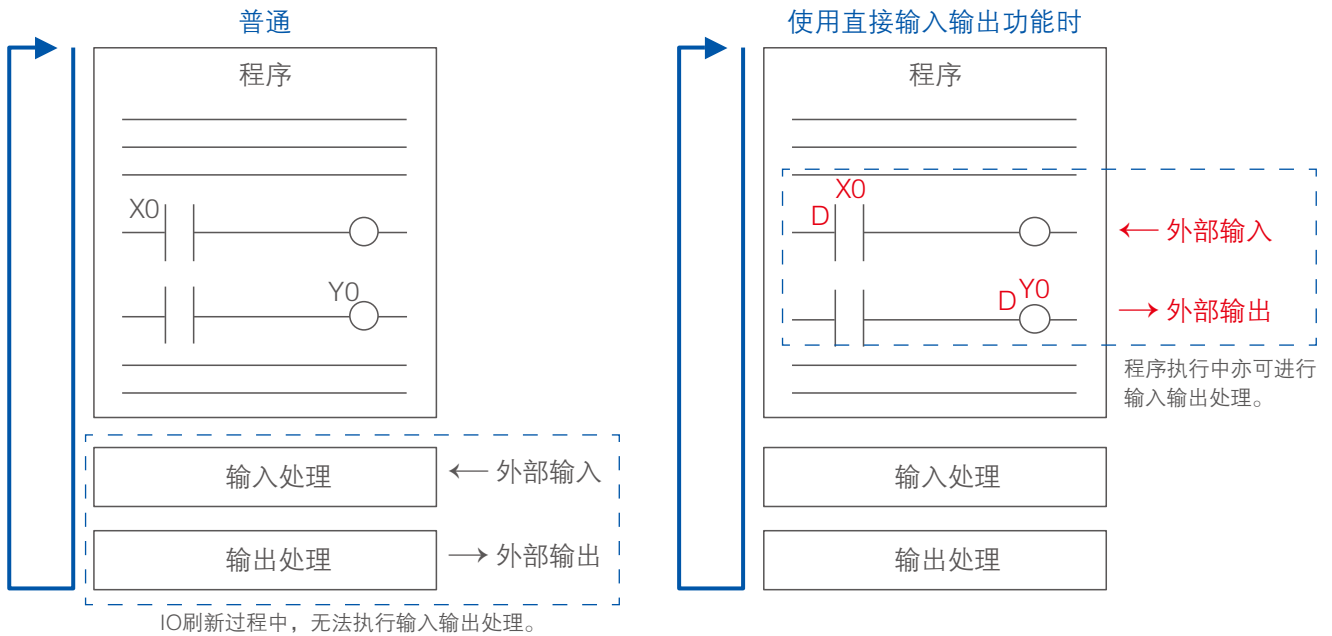 普通
程序
X0
Y0
输入处理
← 外部输入
输出处理
→ 外部输出
IO刷新过程中，无法执行输入输出处理。
使用直接输入输出功能时
程序
X0
D
← 外部输入
D Y0
→ 外部输出
程序执行中亦可进行
输入输出处理。
输入处理
输出处理